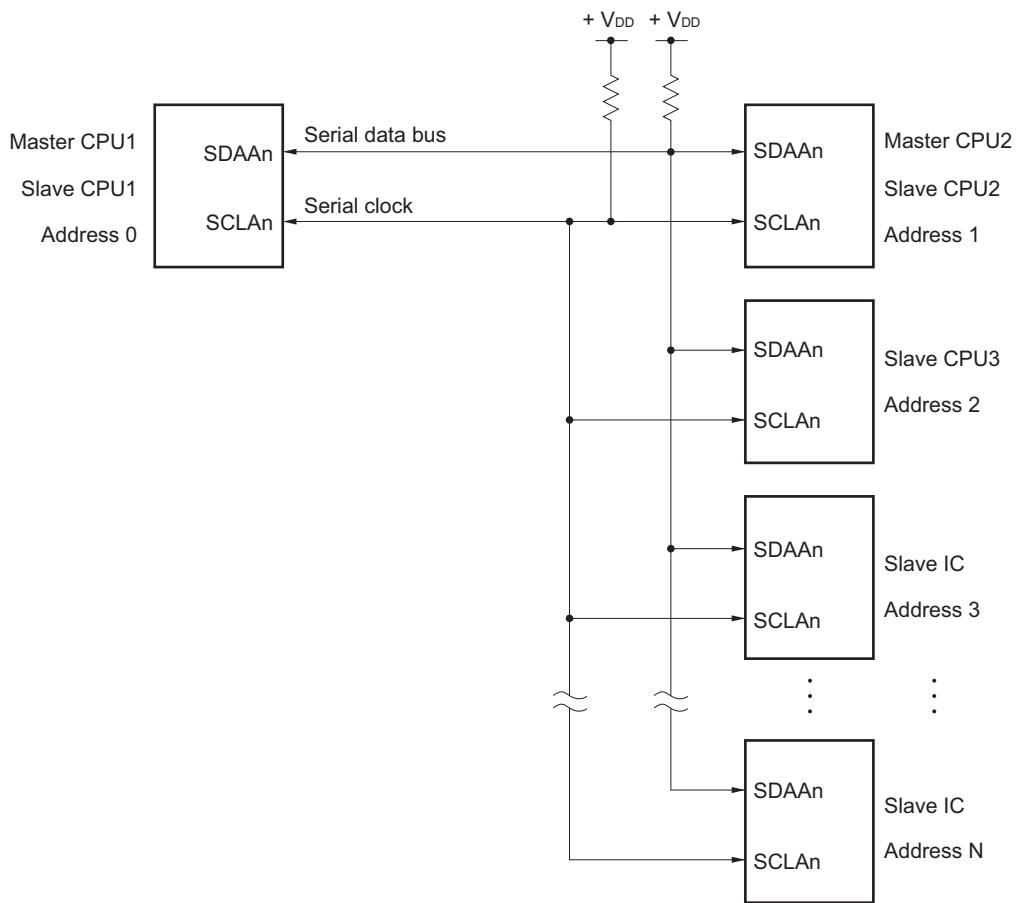 + VDD
+ VDD
Master CPU1
Slave CPU1
Address 0
SDAAn
SCLAn
Serial data bus
Serial clock
SDAAn
SCLAn
Master CPU2
Slave CPU2
Address 1
SDAAn
SCLAn
Slave CPU3
Address 2
SDAAn
SCLAn
Slave IC
Address 3
SDAAn
SCLAn
Slave IC
Address N